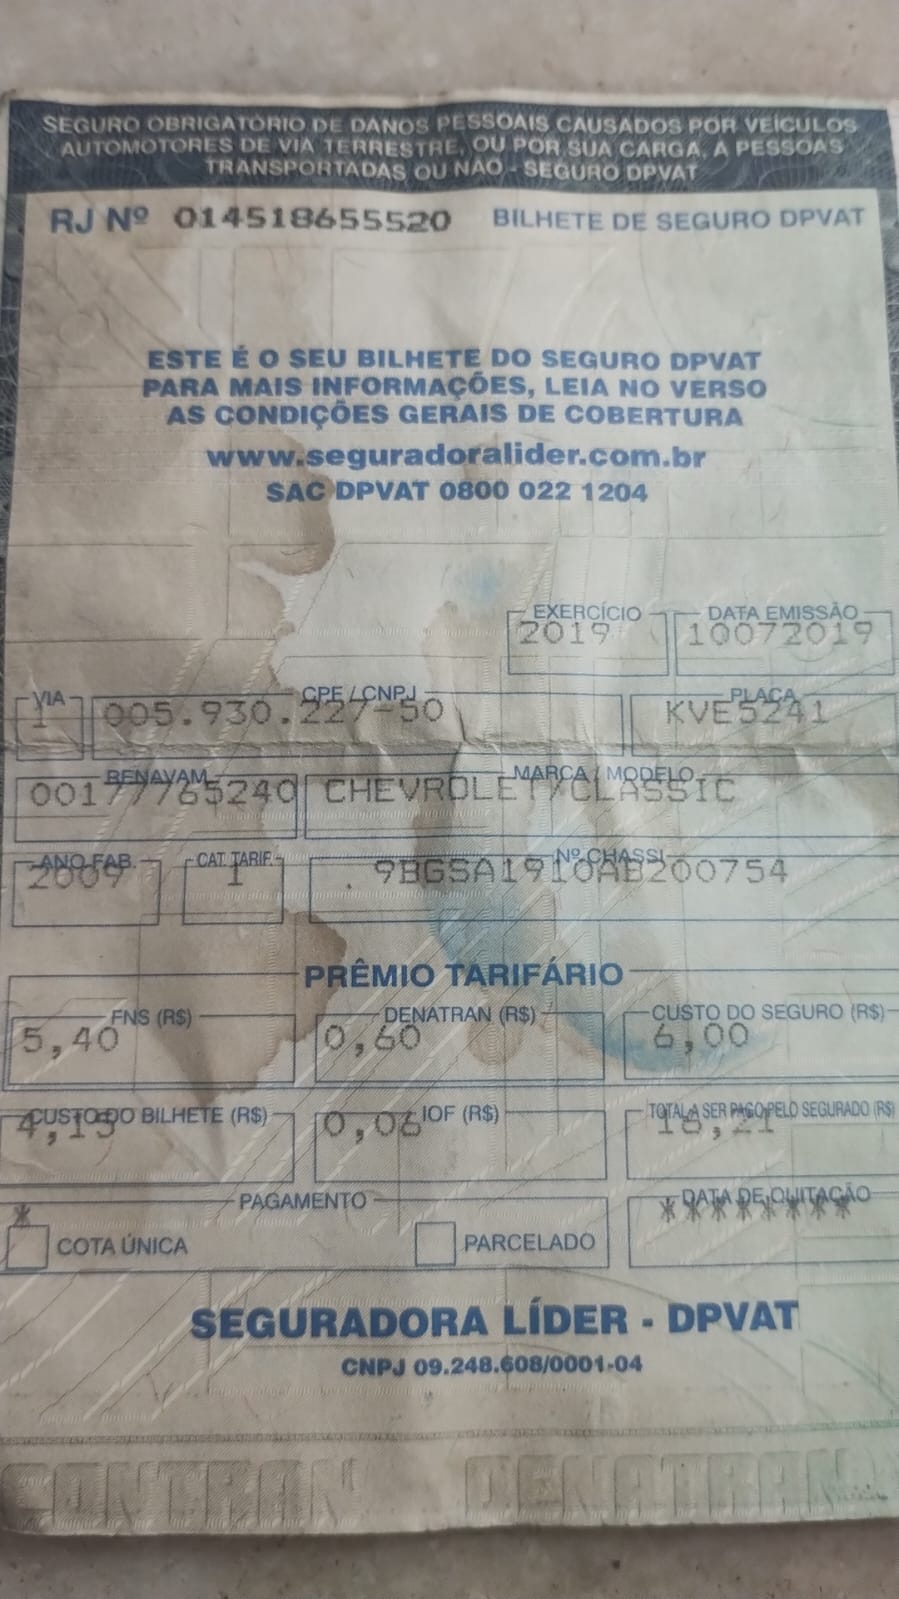 SEGURO OBRIGATÓRIO DE DANOS PESSOAIS CAUSADOS POR VEÍCULOS
AUTOMOTORES DE VIA TERRESTRE, OU POR SUA CARGA, A PESSOAS
TRANSPORTADAS OU NÃO - SEGURO DPVAT
RJ Nº 014518655520 BILHETE DE SEGURO DPVAT
ESTE É O SEU BILHETE DO SEGURO DPVAT
PARA MAIS INFORMAÇÕES, LEIA NO VERSO
AS CONDIÇÕES GERAIS DE COBERTURA
www.seguradoralider.com.br
SAC DPVAT 0800 022 1204
EXERCÍCIO DATA EMISSÃO
2019 10072019
VIA CPF / CNPJ PLACA
1 005.930.227-50 KVE5241
RENAVAM MARCA / MODELO
00177765240 CHEVROLET/CLASSIC
ANO FAB. CAT. TARIF. Nº CHASSI
2009 1 9BGSA1910AB200754
PRÊMIO TARIFÁRIO
FNS (R$) DENATRAN (R$) CUSTO DO SEGURO (R$)
5,40 0,60 6,00
CUSTO DO BILHETE (R$) IOF (R$) TOTAL A SER PAGO PELO SEGURADO (R$)
4,15 0,06 16,21
PAGAMENTO DATA DE QUITAÇÃO
* ********
COTA ÚNICA PARCELADO
SEGURADORA LÍDER - DPVAT
CNPJ 09.248.608/0001-04
CONTRAN DENATRAN